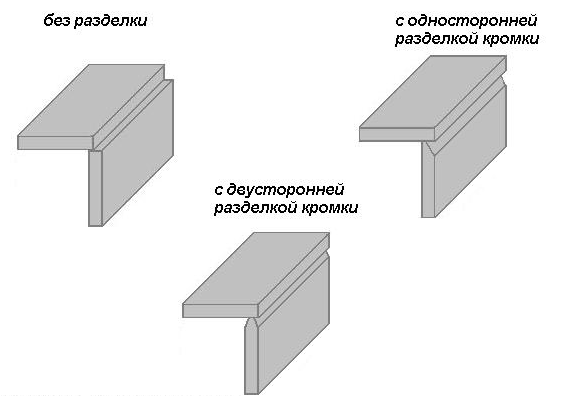 без разделки
с односторонней
разделкой кромки
с двусторонней
разделкой кромки